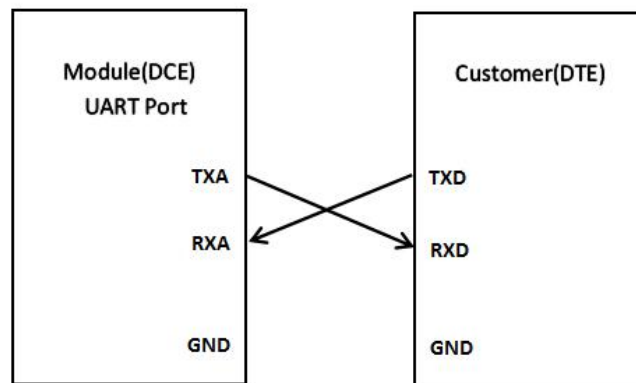 Module(DCE)
UART Port
TXA
RXA
GND
Customer(DTE)
TXD
RXD
GND